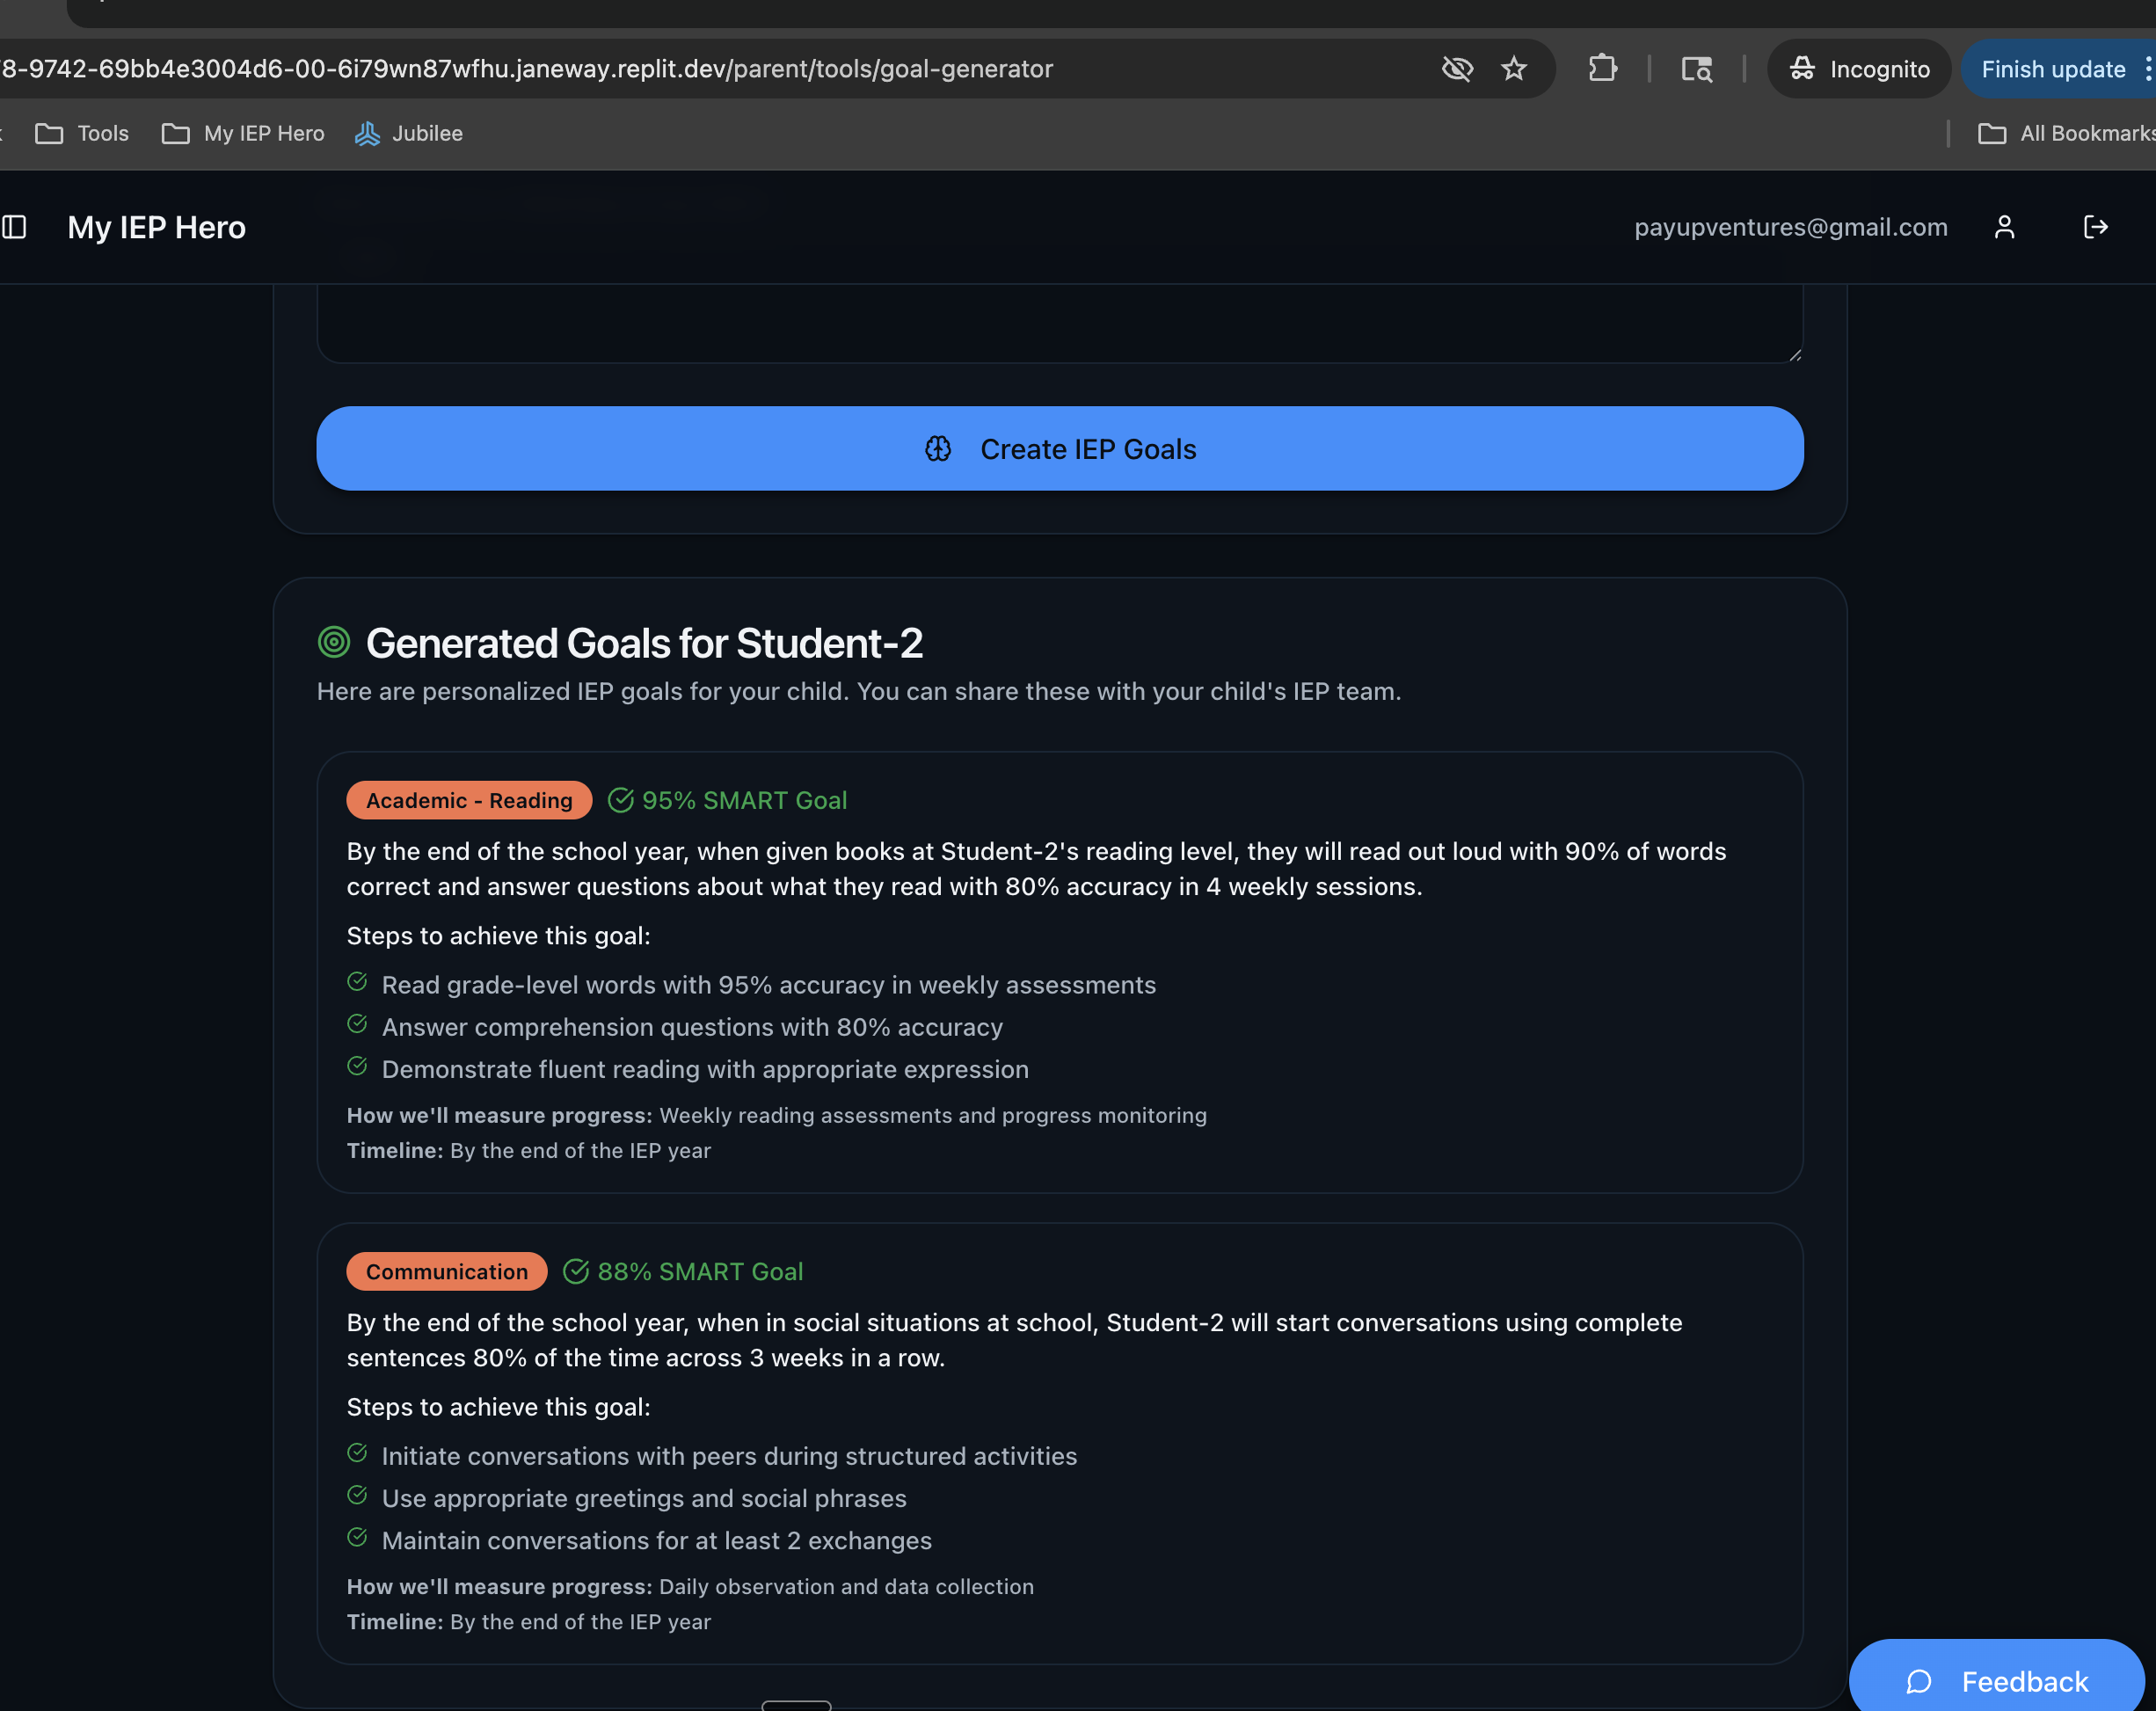 8-9742-69bb4e3004d6-00-6i79wn87wfhu.janeway.replit.dev/parent/tools/goal-generator
Incognito
Finish update
Tools
My IEP Hero
Jubilee
All Bookmarks
My IEP Hero
payupventures@gmail.com
Create IEP Goals
Generated Goals for Student-2
Here are personalized IEP goals for your child. You can share these with your child's IEP team.
Academic - Reading
95% SMART Goal
By the end of the school year, when given books at Student-2's reading level, they will read out loud with 90% of words
correct and answer questions about what they read with 80% accuracy in 4 weekly sessions.
Steps to achieve this goal:
Read grade-level words with 95% accuracy in weekly assessments
Answer comprehension questions with 80% accuracy
Demonstrate fluent reading with appropriate expression
How we'll measure progress: Weekly reading assessments and progress monitoring
Timeline: By the end of the IEP year
Communication
88% SMART Goal
By the end of the school year, when in social situations at school, Student-2 will start conversations using complete
sentences 80% of the time across 3 weeks in a row.
Steps to achieve this goal:
Initiate conversations with peers during structured activities
Use appropriate greetings and social phrases
Maintain conversations for at least 2 exchanges
How we'll measure progress: Daily observation and data collection
Timeline: By the end of the IEP year
Feedback